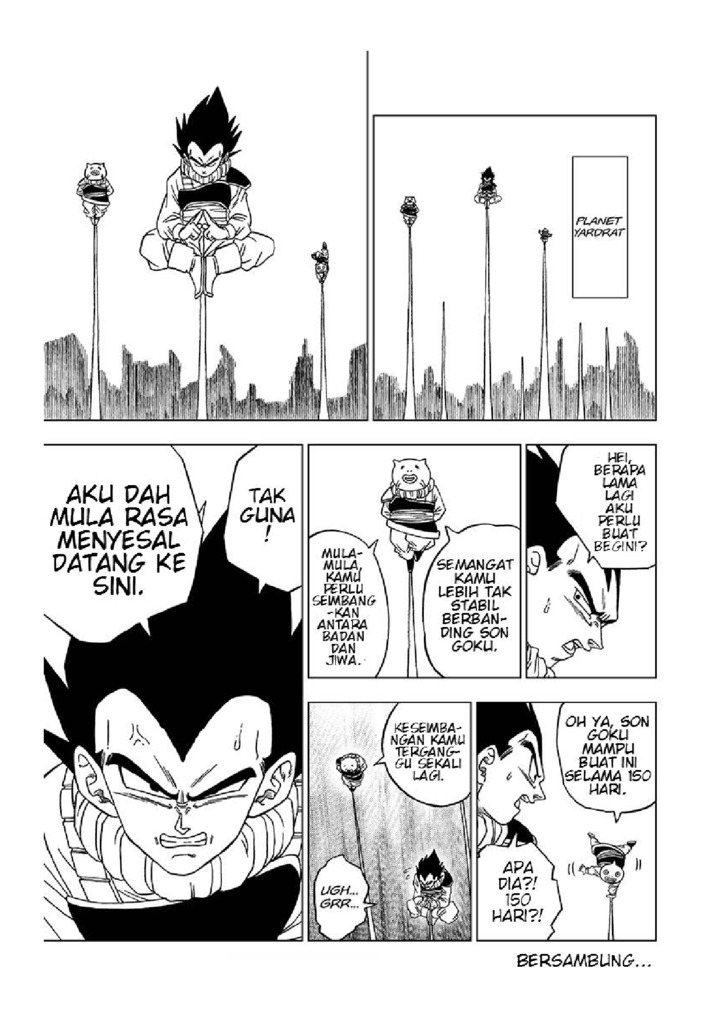 PLANET
YARDRAT
HEI,
BERAPA
LAMA
LAGI
AKU
PERLU
BUAT
BEGINI?
SEMANGAT
KAMU
LEBIH TAK
STABIL
BERBAN-
DING SON
GOKU.
MULA-
MULA,
KAMU
PERLU
SEIMBANG
-KAN
ANTARA
BADAN
DAN
JIWA.
OH YA, SON
GOKU
MAMPU
BUAT INI
SELAMA 150
HARI.
APA
DIA?!
150
HARI?!
KESEIMBA-
NGAN KAMU
TERGANG-
GU SEKALI
LAGI.
UGH...
GRR...
TAK
GUNA
!
AKU DAH
MULA RASA
MENYESAL
DATANG KE
SINI.
BERSAMBUNG...